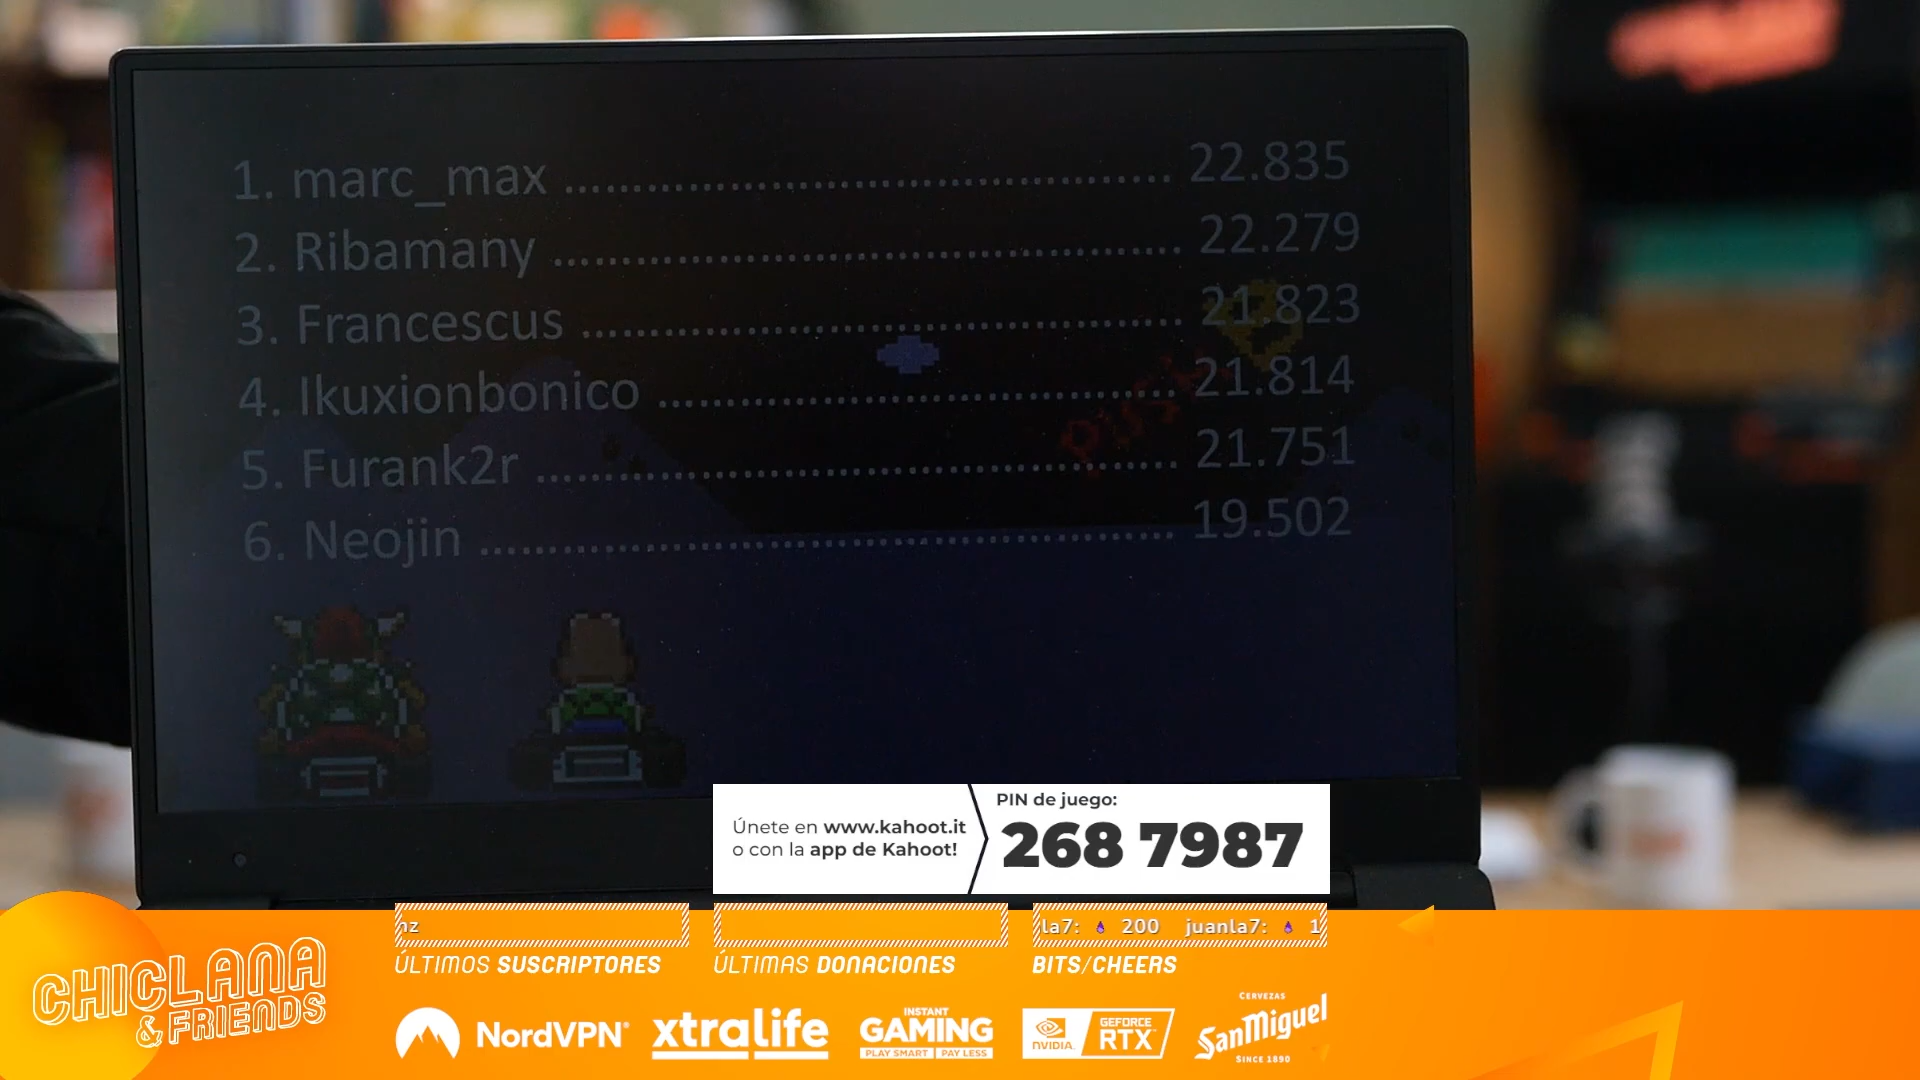 1. marc_max ............................................. 22.835
2. Ribamany ............................................... 22.279
3. Francescus ............................................. 21.823
4. Ikuxionbonico ....................................... 21.814
5. Furank2r ................................................ 21.751
6. Neojin .................................................... 19.502
Únete en www.kahoot.it
o con la app de Kahoot!
PIN de juego:
268 7987
CHICLANA
& FRIENDS
nz
la7: 200 juanla7: 1
ÚLTIMOS SUSCRIPTORES
ÚLTIMAS DONACIONES
BITS/CHEERS
NordVPN®
xtralife
INSTANT
GAMING
PLAY SMART | PAY LESS
NVIDIA.
GEFORCE
RTX™
CERVEZAS
SanMiguel
SINCE 1890